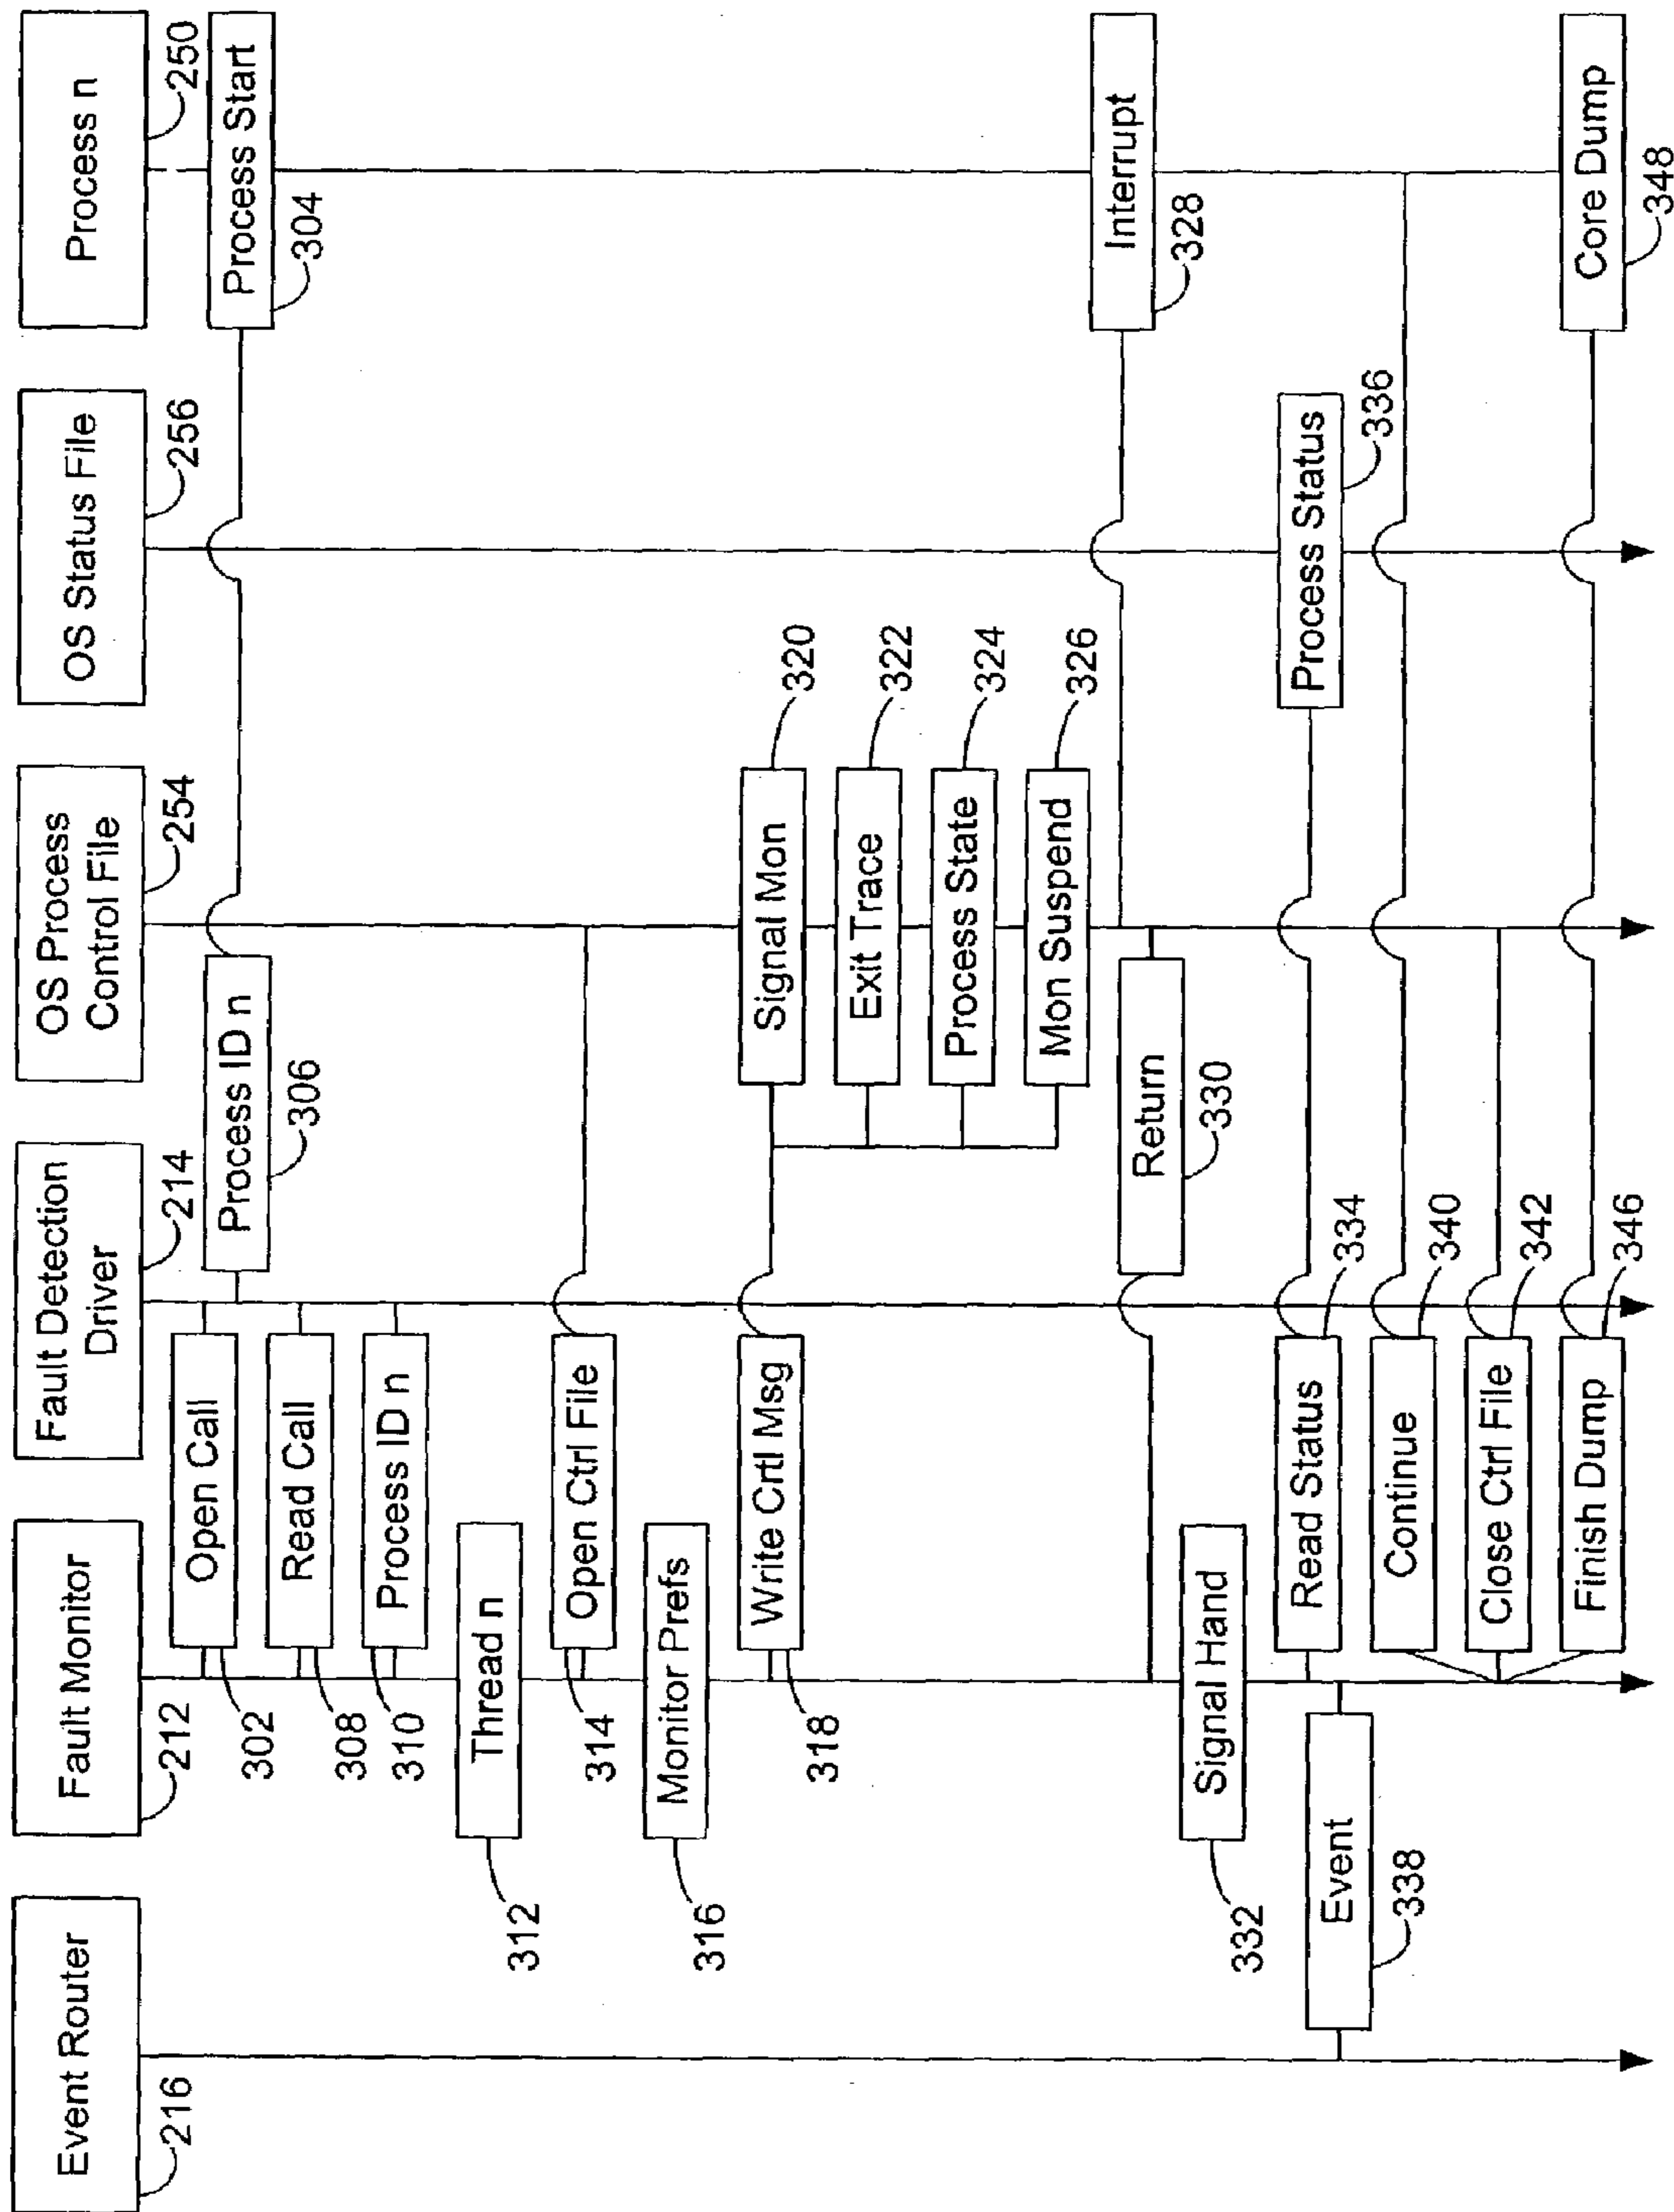 Event Router
216
Fault Monitor
212
Fault Detection
Driver
214
OS Process
Control File
254
OS Status File
256
Process n
250
Open Call
302
Process Start
304
Process ID n
306
Read Call
308
Process ID n
310
Thread n
312
Open Ctrl File
314
Monitor Prefs
316
Write Crtl Msg
318
Signal Mon
320
Exit Trace
322
Process State
324
Mon Suspend
326
Interrupt
328
Return
330
Signal Hand
332
Read Status
334
Process Status
336
Event
338
Continue
340
Close Ctrl File
342
Finish Dump
346
Core Dump
348